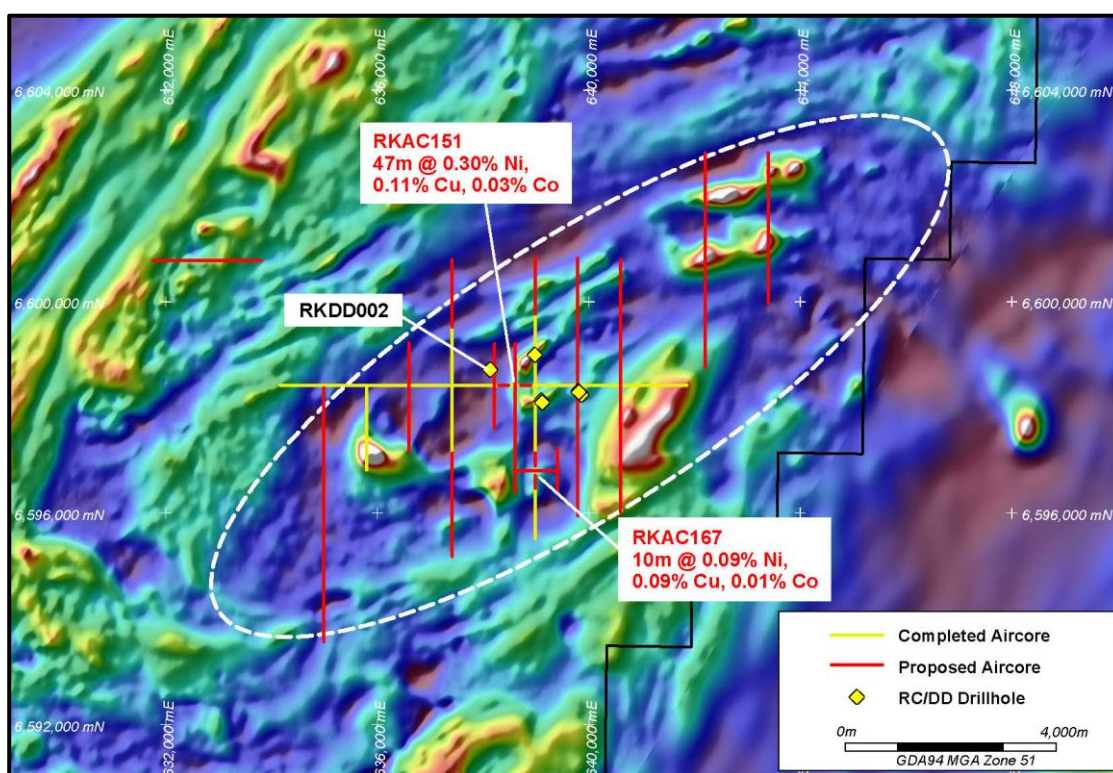 632,000 mE
636,000 mE
640,000 mE
644,000 mE
648,000 mE
6,604,000 mN
6,604,000 mN
RKAC151
47m @ 0.30% Ni,
0.11% Cu, 0.03% Co
RKDD002
6,600,000 mN
6,600,000 mN
6,596,000 mN
6,596,000 mN
RKAC167
10m @ 0.09% Ni,
0.09% Cu, 0.01% Co
6,592,000 mN
632,000 mE
636,000 mE
640,000 mE
Completed Aircore
Proposed Aircore
RC/DD Drillhole
0m
4,000m
GDA94 MGA Zone 51